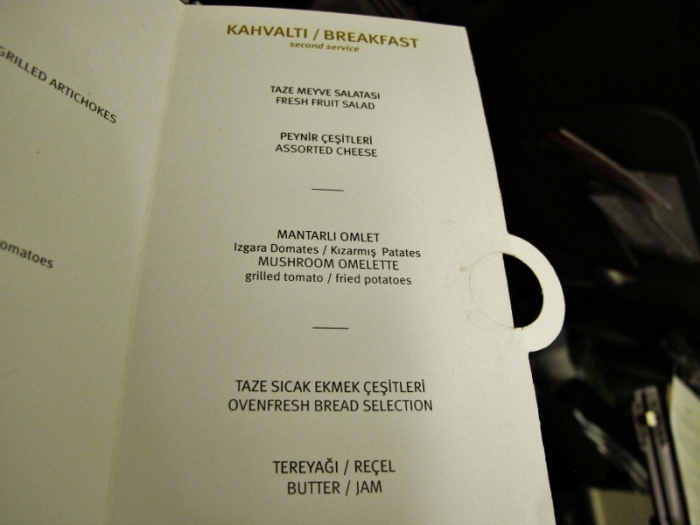 GRILLED ARTICHOKES
omatoes
KAHVALTI / BREAKFAST
second service
TAZE MEYVE SALATASI
FRESH FRUIT SALAD
PEYNİR ÇEŞİTLERİ
ASSORTED CHEESE
MANTARLI OMLET
Izgara Domates / Kızarmış Patates
MUSHROOM OMELETTE
grilled tomato / fried potatoes
TAZE SICAK EKMEK ÇEŞİTLERİ
OVENFRESH BREAD SELECTION
TEREYAĞI / REÇEL
BUTTER / JAM